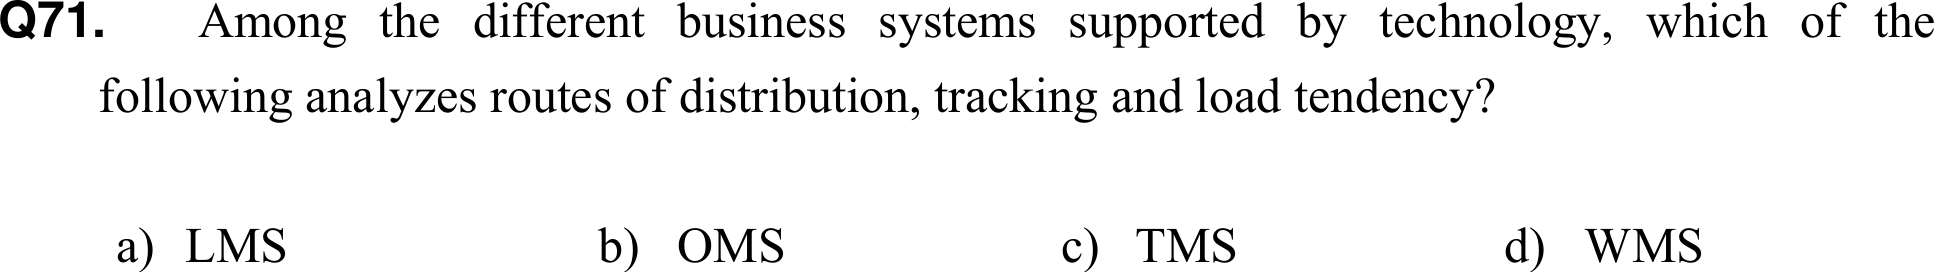 Q71. Among the different business systems supported by technology, which of the
following analyzes routes of distribution, tracking and load tendency?
a) LMS b) OMS c) TMS d) WMS